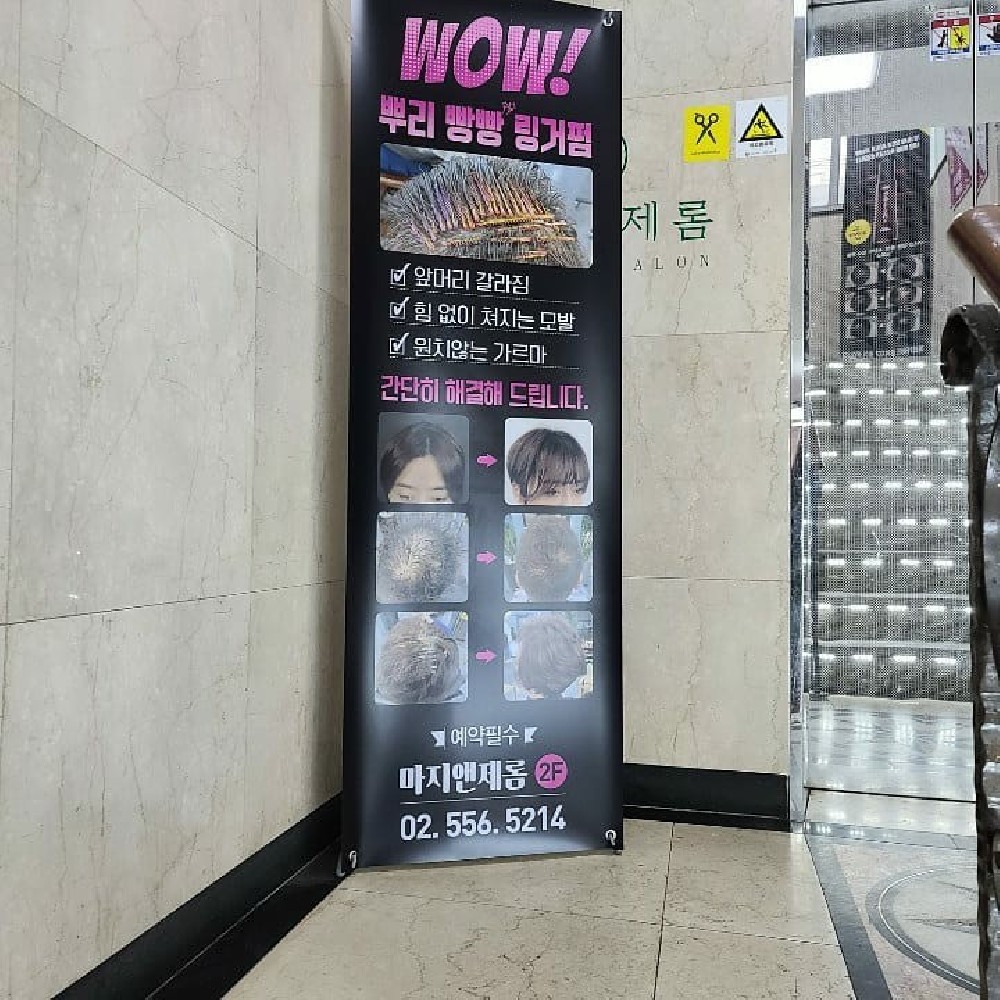 WOW!
뿌리 빵빵 링거펌
앞머리 갈라짐
힘 없이 쳐지는 모발
원치않는 가르마
간단히 해결해 드립니다.
예약필수
마지앤제롬 2F
02. 556. 5214
제롬
ALON